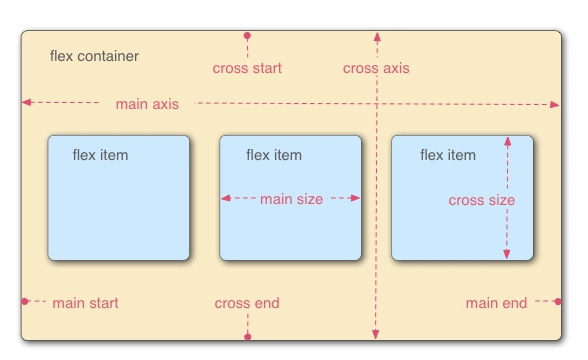 flex container
cross start
cross axis
main axis
flex item
flex item
flex item
main size
cross size
main start
cross end
main end